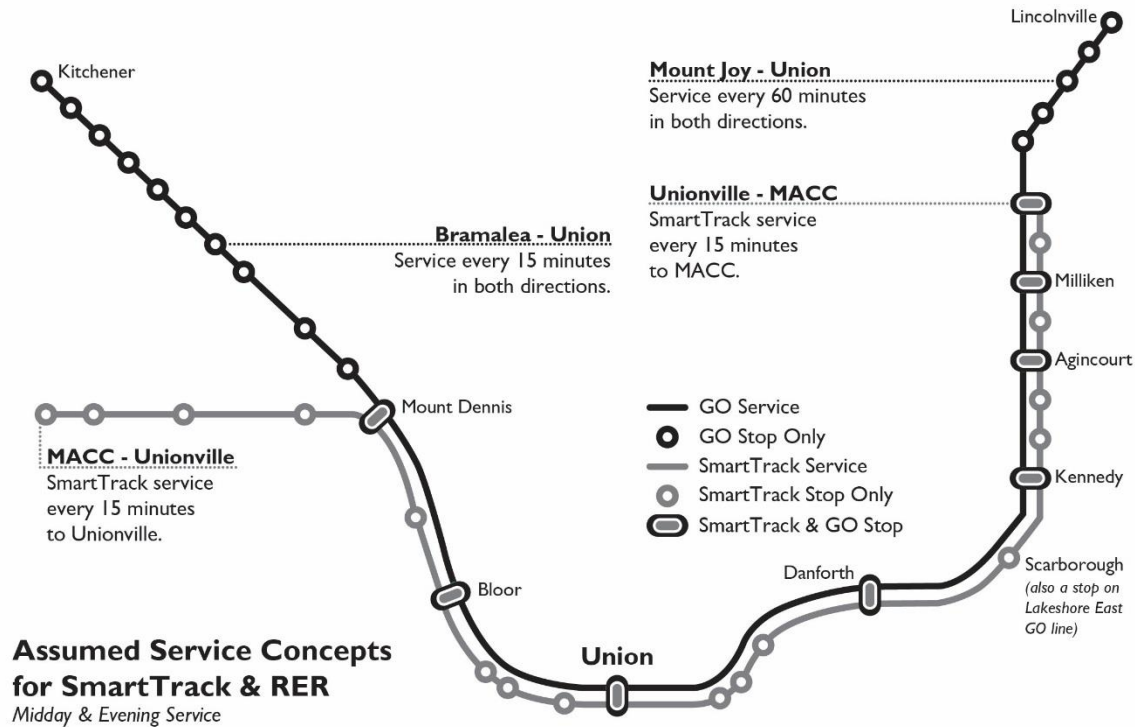 Lincolnville
Kitchener
Mount Joy - Union
Service every 60 minutes
in both directions.
Unionville - MACC
SmartTrack service
every 15 minutes
to MACC.
Bramalea - Union
Service every 15 minutes
in both directions.
Milliken
Agincourt
Mount Dennis
GO Service
GO Stop Only
SmartTrack Service
SmartTrack Stop Only
SmartTrack & GO Stop
MACC - Unionville
SmartTrack service
every 15 minutes
to Unionville.
Kennedy
Scarborough
(also a stop on
Lakeshore East
GO line)
Danforth
Bloor
Union
Assumed Service Concepts
for SmartTrack & RER
Midday & Evening Service